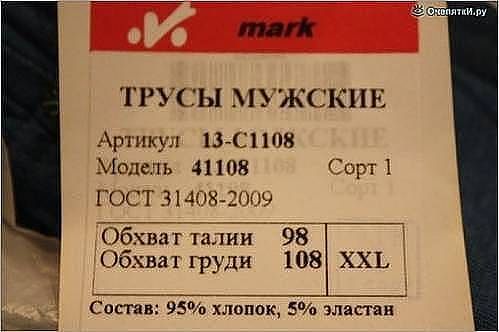 ОчепяткИ.ру
mark
ТРУСЫ МУЖСКИЕ
Артикул 13-С1108
Модель 41108 Сорт 1
ГОСТ 31408-2009
Обхват талии 98
Обхват груди 108 XXL
Состав: 95% хлопок, 5% эластан